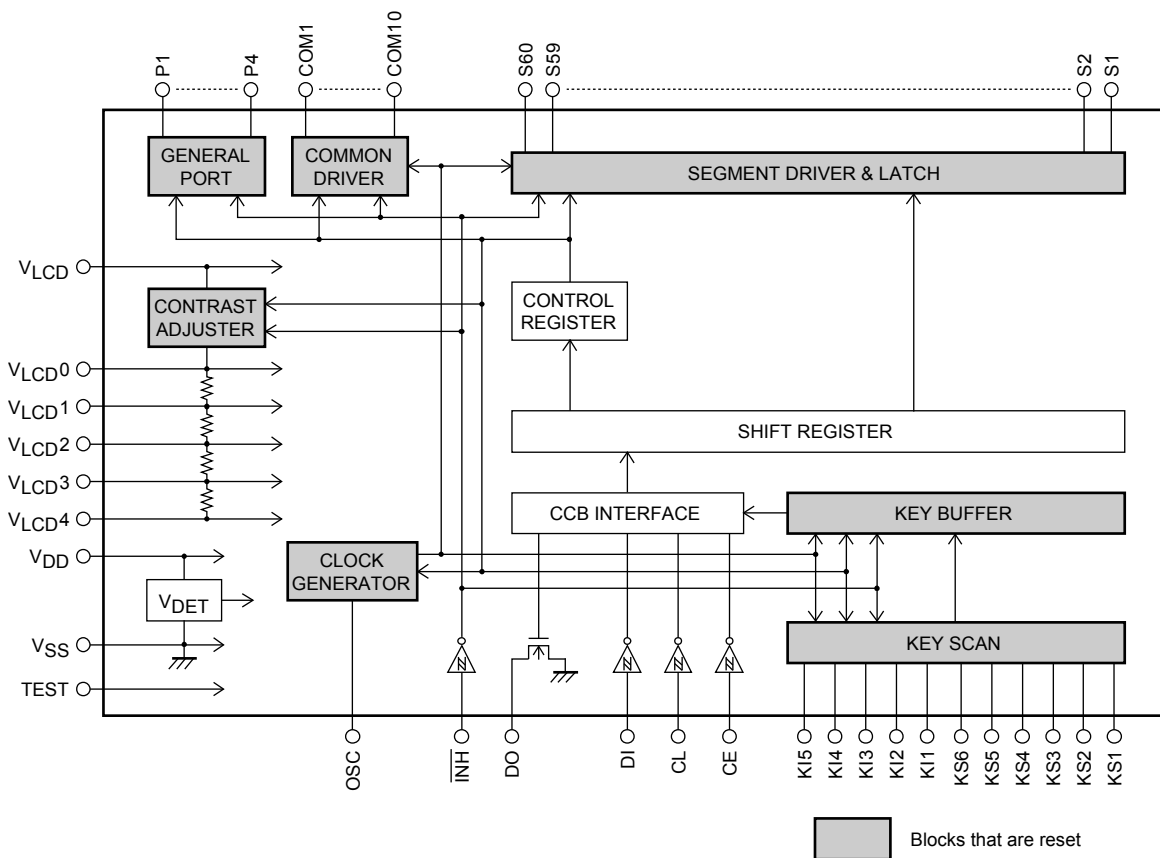 P1
P4
COM1
COM10
S60
S59
S2
S1
GENERAL
PORT
COMMON
DRIVER
SEGMENT DRIVER & LATCH
VLCD
CONTRAST
ADJUSTER
CONTROL
REGISTER
VLCD0
VLCD1
VLCD2
VLCD3
VLCD4
SHIFT REGISTER
CCB INTERFACE
KEY BUFFER
VDD
CLOCK
GENERATOR
VDET
VSS
KEY SCAN
TEST
OSC
INH
DO
DI
CL
CE
KI5
KI4
KI3
KI2
KI1
KS6
KS5
KS4
KS3
KS2
KS1
Blocks that are reset